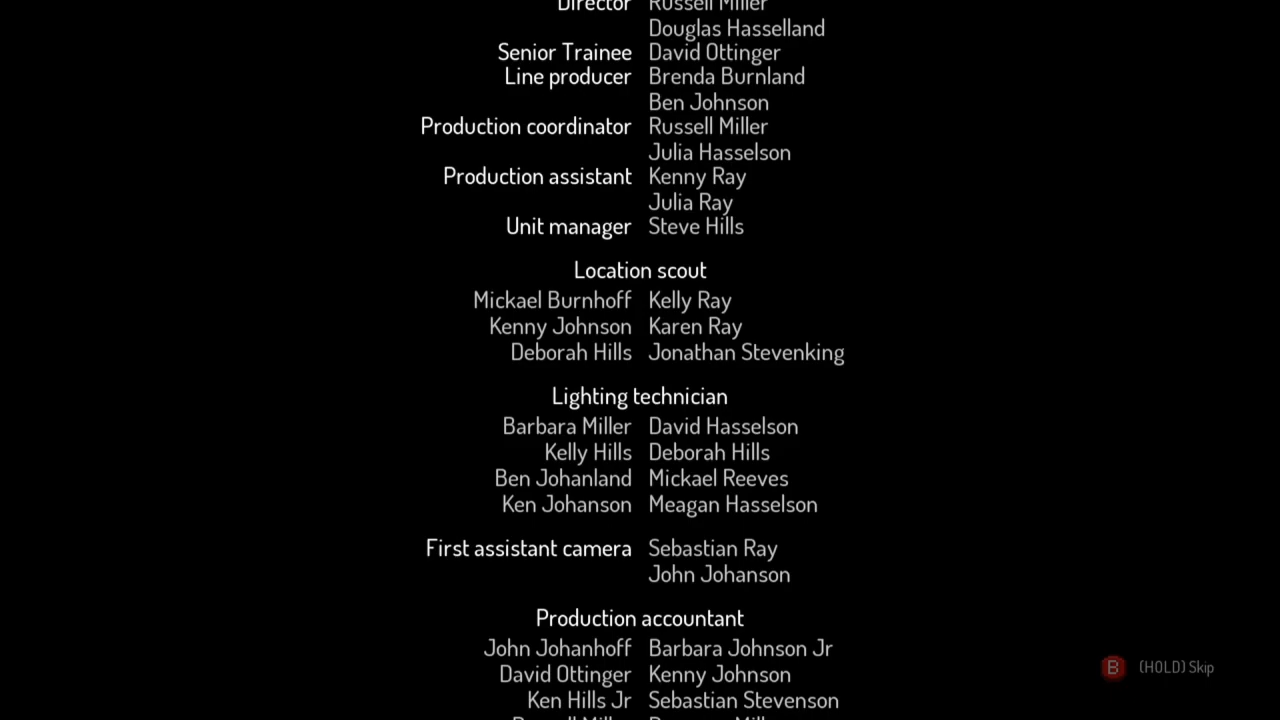 Director Russell Miller
Douglas Hasselland
Senior Trainee David Ottinger
Line producer Brenda Burnland
Ben Johnson
Production coordinator Russell Miller
Julia Hasselson
Production assistant Kenny Ray
Julia Ray
Unit manager Steve Hills
Location scout
Mickael Burnhoff Kelly Ray
Kenny Johnson Karen Ray
Deborah Hills Jonathan Stevenking
Lighting technician
Barbara Miller David Hasselson
Kelly Hills Deborah Hills
Ben Johanland Mickael Reeves
Ken Johanson Meagan Hasselson
First assistant camera Sebastian Ray
John Johanson
Production accountant
John Johanhoff Barbara Johnson Jr
David Ottinger Kenny Johnson
Ken Hills Jr Sebastian Stevenson
B (HOLD) Skip